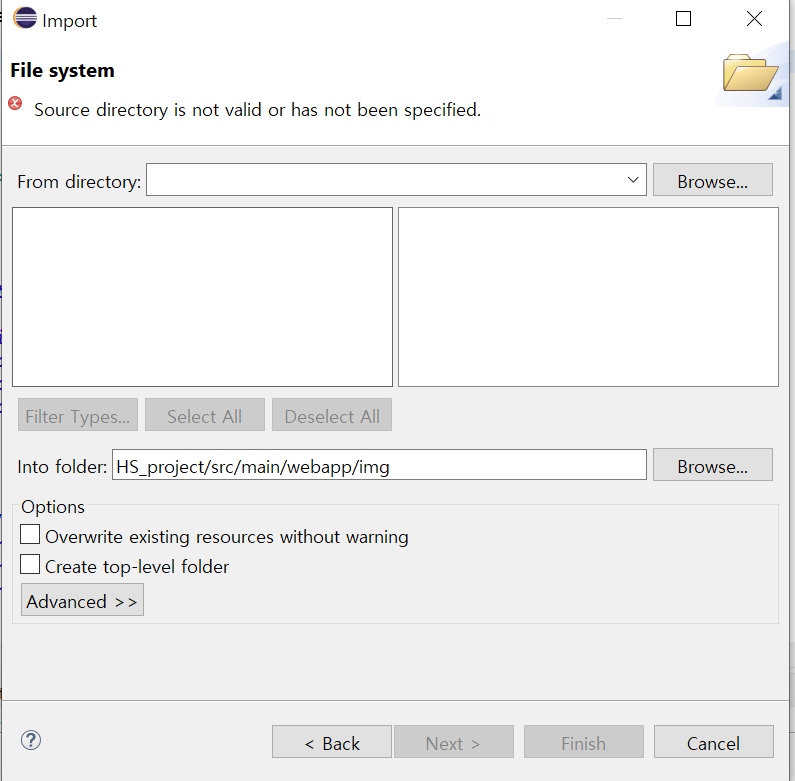 Import
File system
Source directory is not valid or has not been specified.
From directory:
Browse...
Filter Types...
Select All
Deselect All
Into folder:
HS_project/src/main/webapp/img
Browse...
Options
Overwrite existing resources without warning
Create top-level folder
Advanced >>
?
< Back
Next >
Finish
Cancel